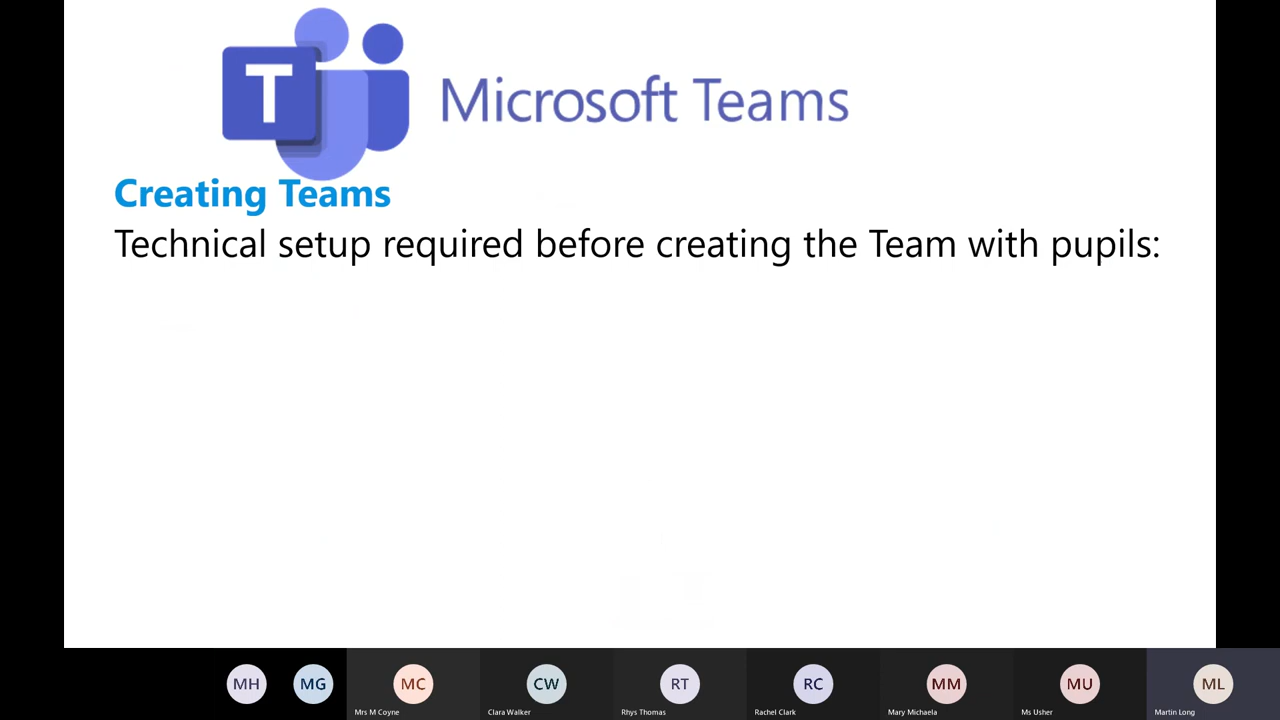 T
Microsoft Teams
Creating Teams
Technical setup required before creating the Team with pupils:
MH
MG
MC
CW
RT
RC
MM
MU
ML
Mrs M Coyne
Clara Walker
Rhys Thomas
Rachel Clark
Mary Michaela
Ms Usher
Martin Long